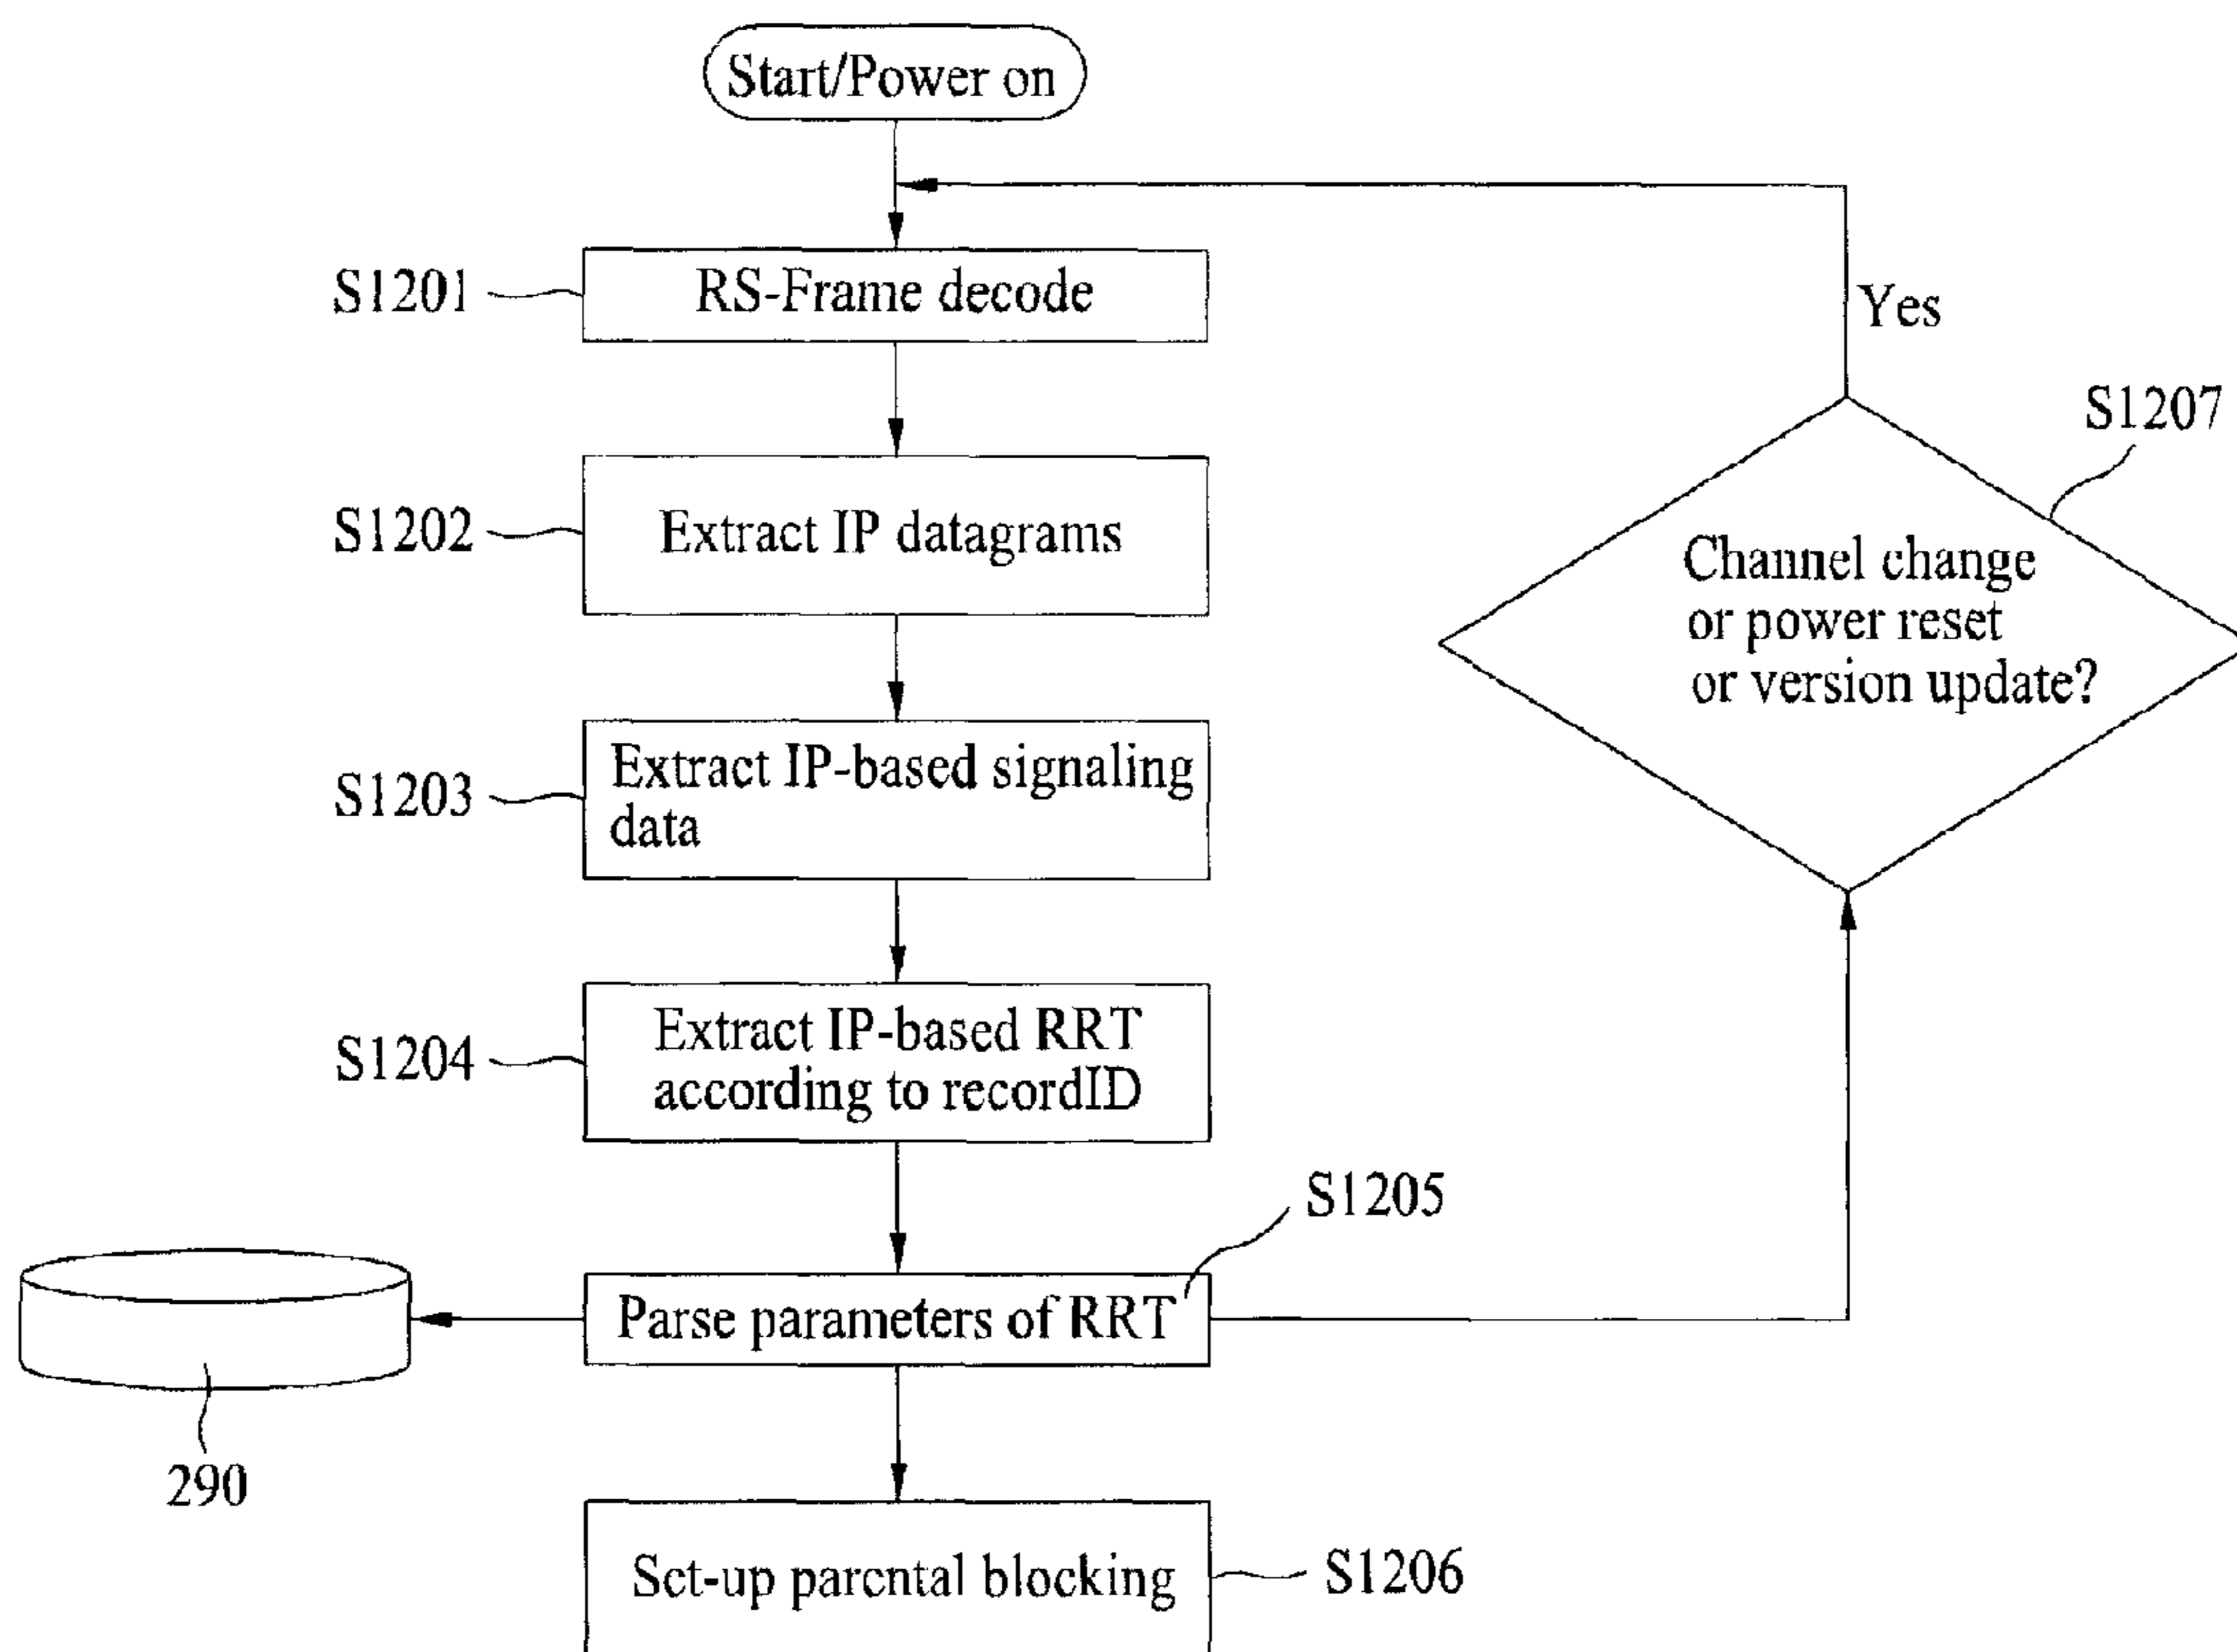 Start/Power on
S1201
RS-Frame decode
Yes
S1207
S1202
Extract IP datagrams
Channel change
or power reset
or version update?
S1203
Extract IP-based signaling
data
S1204
Extract IP-based RRT
according to recordID
S1205
Parse parameters of RRT
290
Set-up parental blocking
S1206